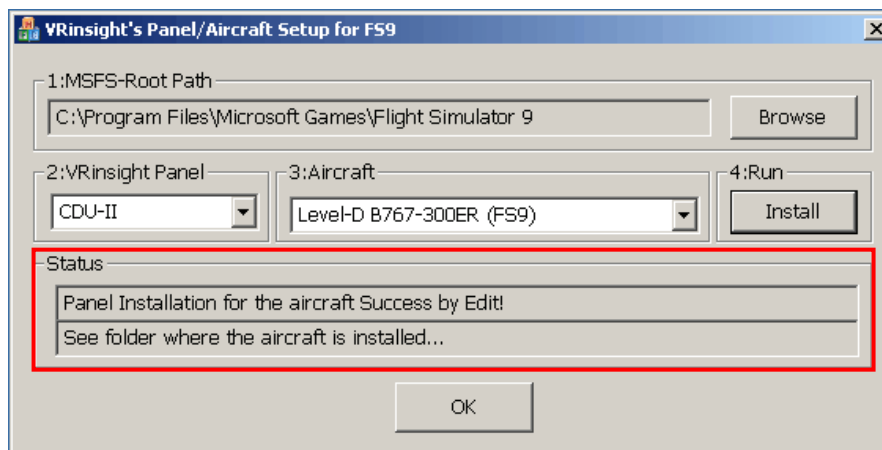 VRinsight's Panel/Aircraft Setup for FS9
1:MSFS-Root Path
C:\Program Files\Microsoft Games\Flight Simulator 9
Browse
2:VRinsight Panel
3:Aircraft
4:Run
CDU-II
Level-D B767-300ER (FS9)
Install
Status
Panel Installation for the aircraft Success by Edit!
See folder where the aircraft is installed...
OK